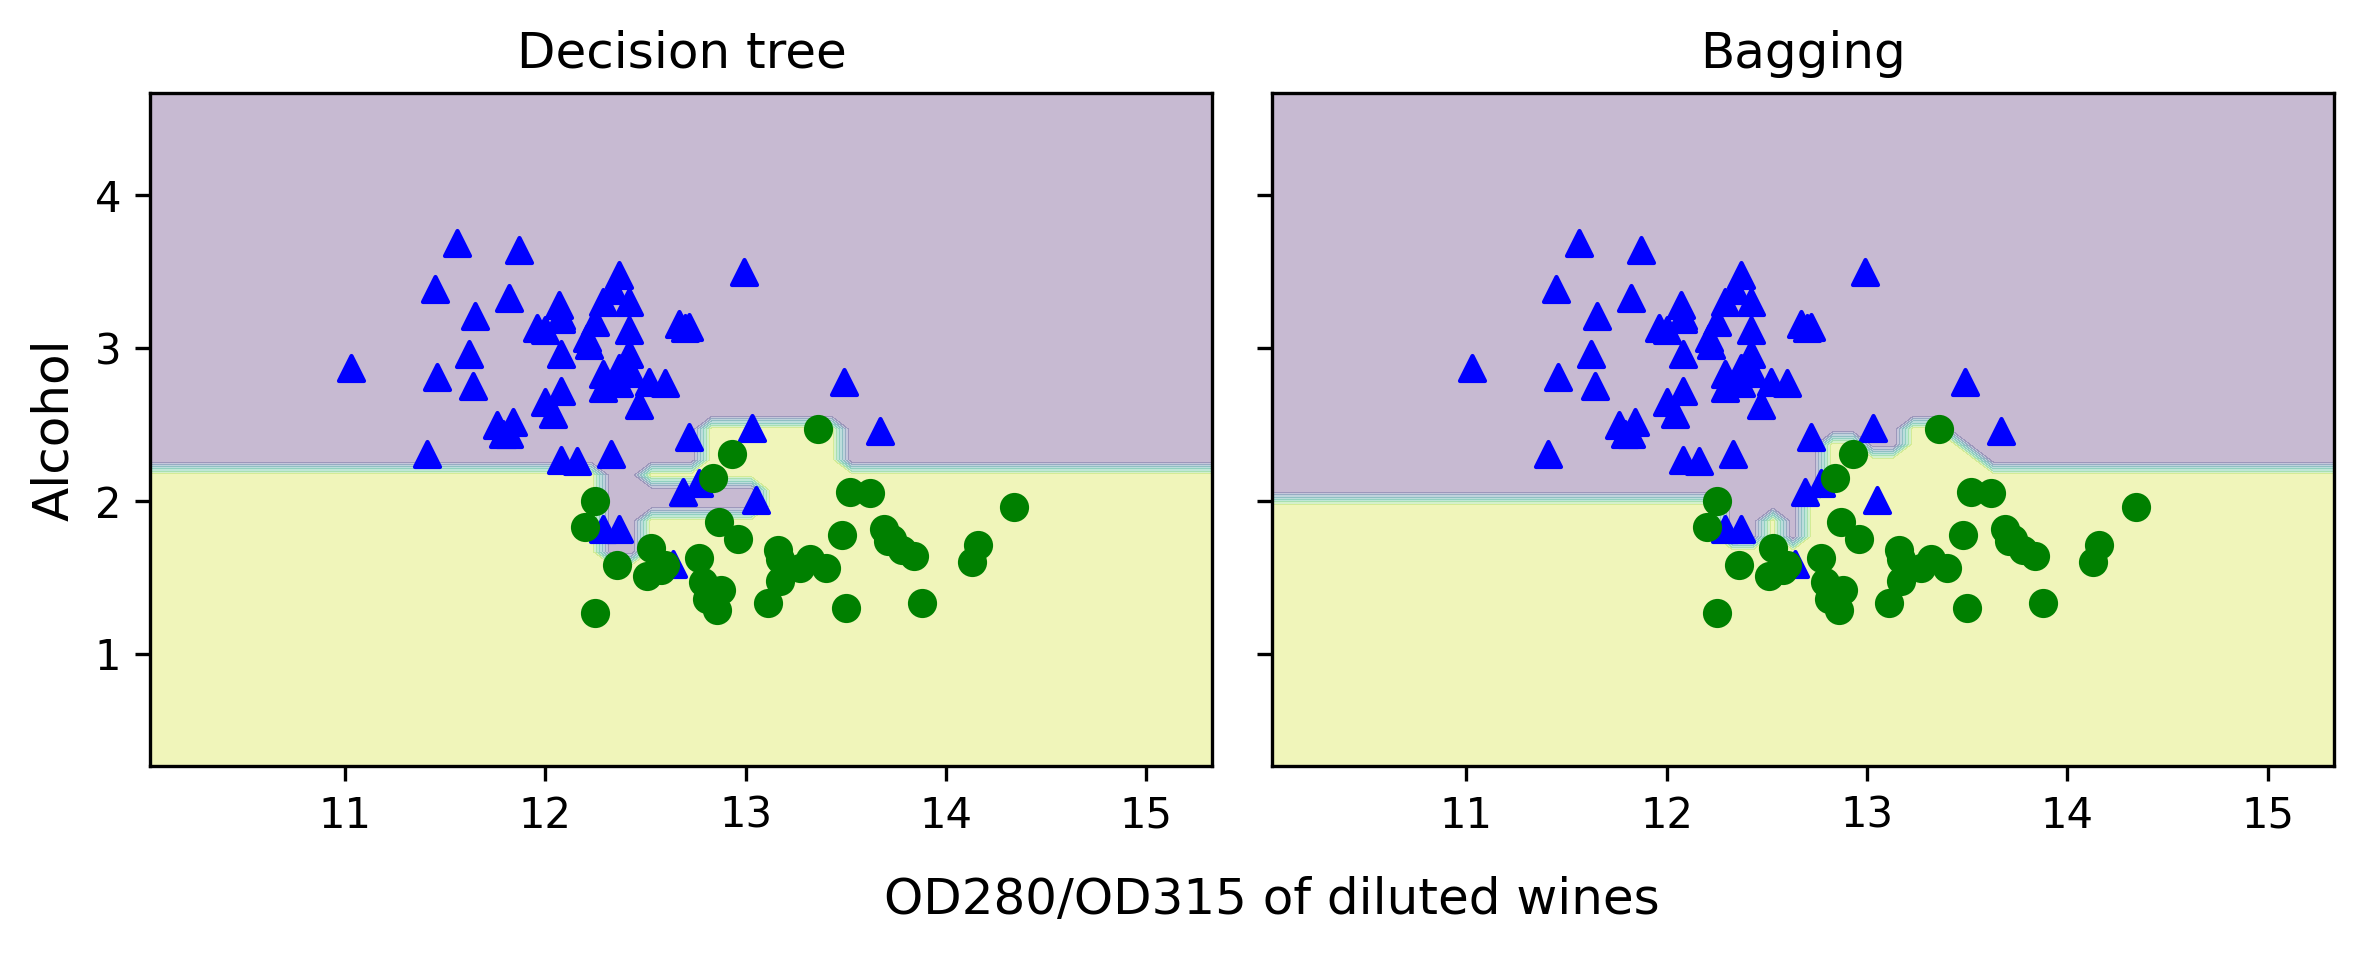 Decision tree
Bagging
Alcohol
4
3
2
1
11 12 13 14 15
11 12 13 14 15
OD280/OD315 of diluted wines